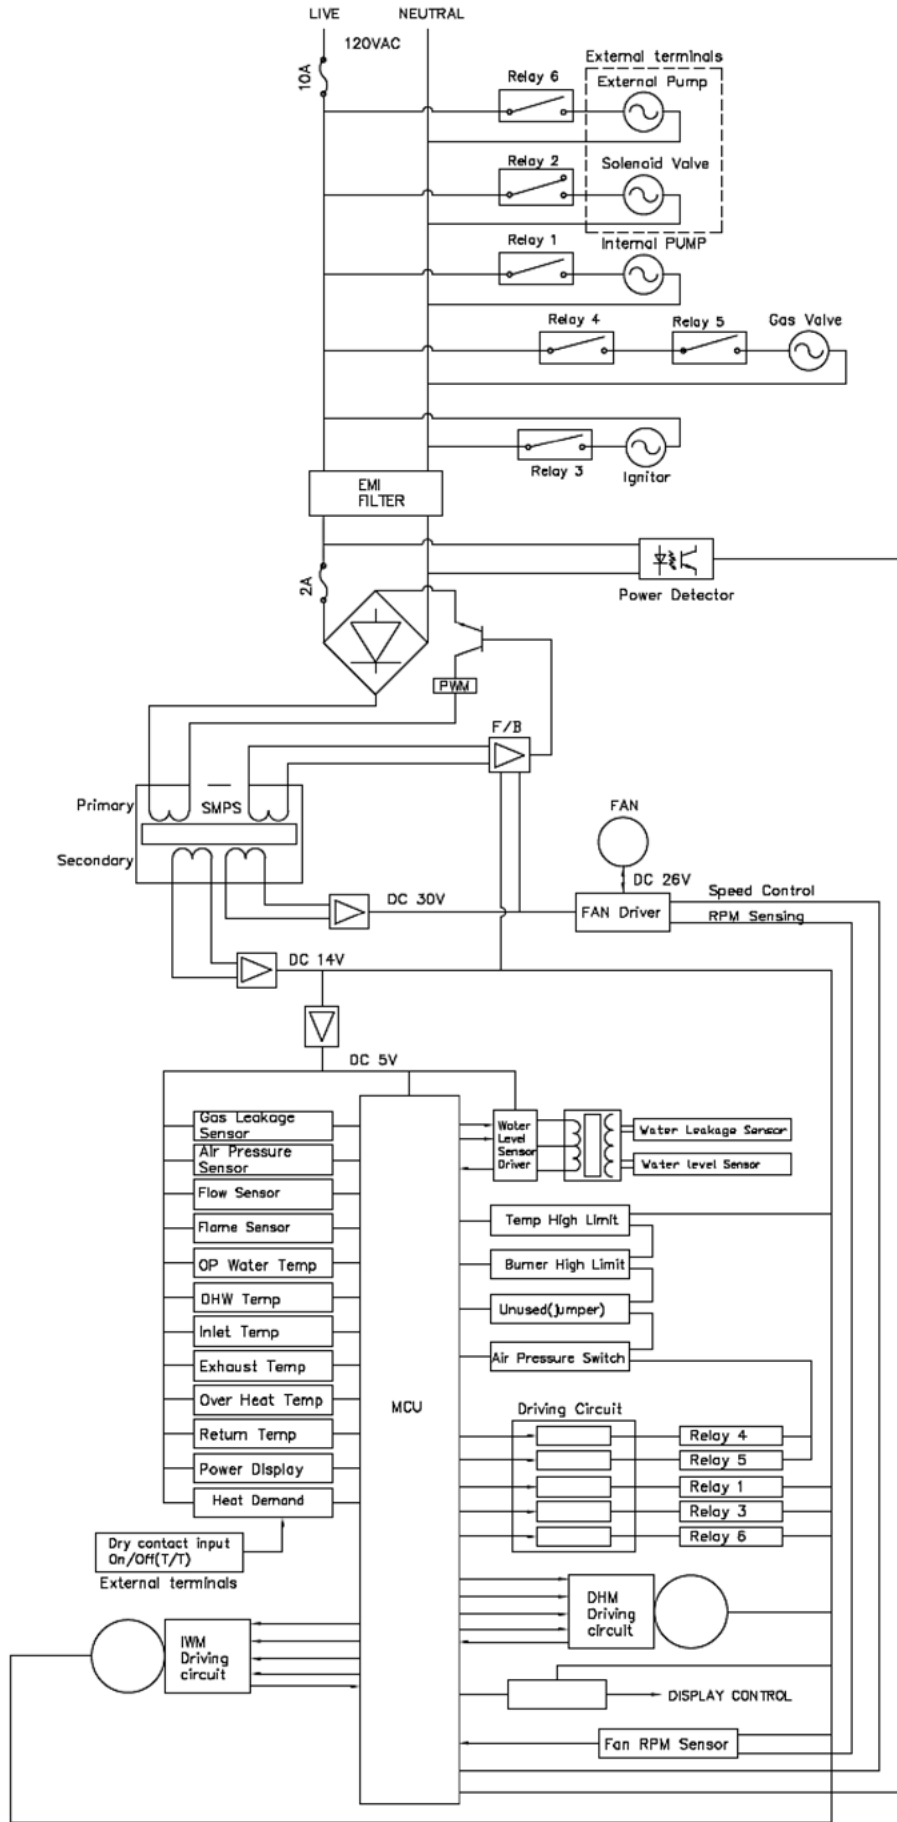 LIVE
NEUTRAL
120VAC
10A
External terminals
Relay 6
External Pump
Relay 2
Solenoid Valve
Relay 1
Internal PUMP
Relay 4
Relay 5
Gas Valve
Relay 3
Ignitor
EMI
FILTER
2A
Power Detector
PWM
F/B
Primary
SMPS
Secondary
FAN
DC 26V
DC 30V
FAN Driver
Speed Control
RPM Sensing
DC 14V
DC 5V
Gas Leakage
Sensor
Air Pressure
Sensor
Flow Sensor
Flame Sensor
OP Water Temp
DHW Temp
Inlet Temp
Exhaust Temp
Over Heat Temp
Return Temp
Power Display
Heat Demand
Dry contact input
On/Off(T/T)
External terminals
MCU
Water
Level
Sensor
Driver
Water Leakage Sensor
Water level Sensor
Temp High Limit
Burner High Limit
Unused(jumper)
Air Pressure Switch
Driving Circuit
Relay 4
Relay 5
Relay 1
Relay 3
Relay 6
DHM
Driving
circuit
IWM
Driving
circuit
DISPLAY CONTROL
Fan RPM Sensor